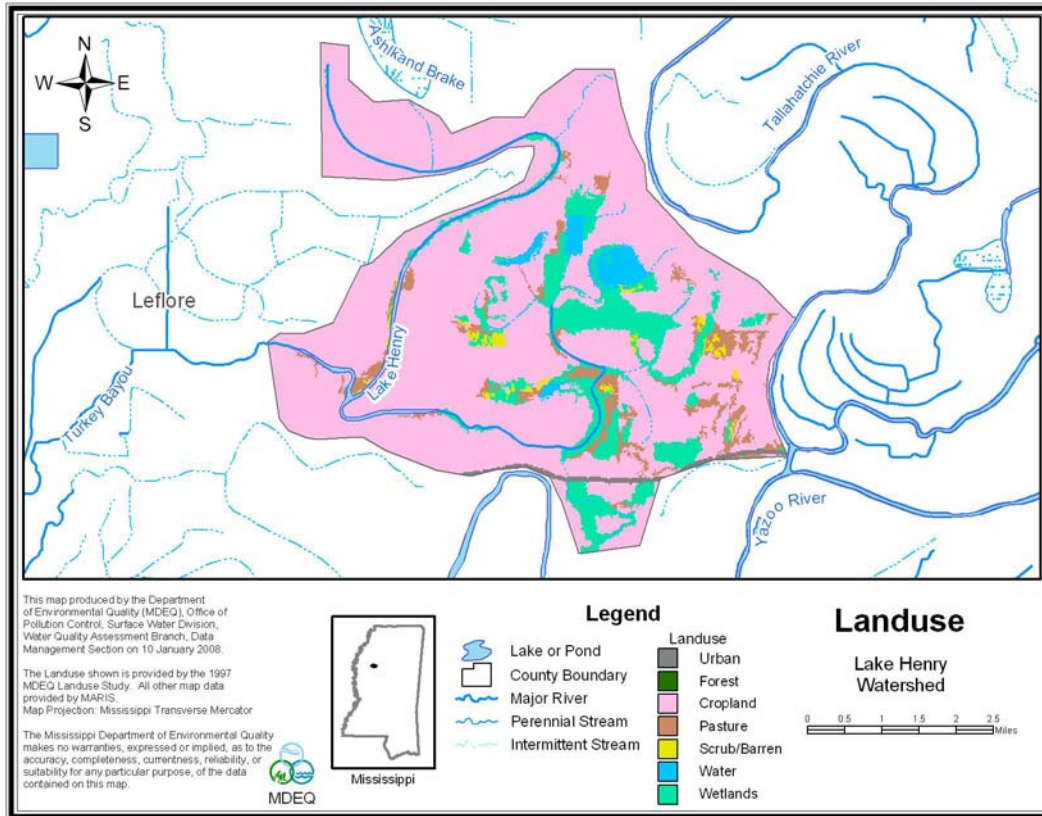 N
W E
S
Ashikand Brake
Tallahatchie River
Leflore
Lake Henry
Turkey Bayou
Yazoo River
This map produced by the Department
of Environmental Quality (MDEQ), Office of
Pollution Control, Surface Water Division,
Water Quality Assessment Branch, Data
Management Section on 10 January 2008.
The Landuse shown is provided by the 1997
MDEQ Landuse Study. All other map data
provided by MARIS.
Map Projection: Mississippi Transverse Mercator
The Mississippi Department of Environmental Quality
makes no warranties, expressed or implied, as to the
accuracy, completeness, currentness, reliability, or
suitability for any particular purpose, of the data
contained on this map.
MDEQ
Mississippi
Legend
Lake or Pond
County Boundary
Major River
Perennial Stream
Intermittent Stream
Landuse
Urban
Forest
Cropland
Pasture
Scrub/Barren
Water
Wetlands
Landuse
Lake Henry
Watershed
0 0.5 1 1.5 2 2.5
Miles